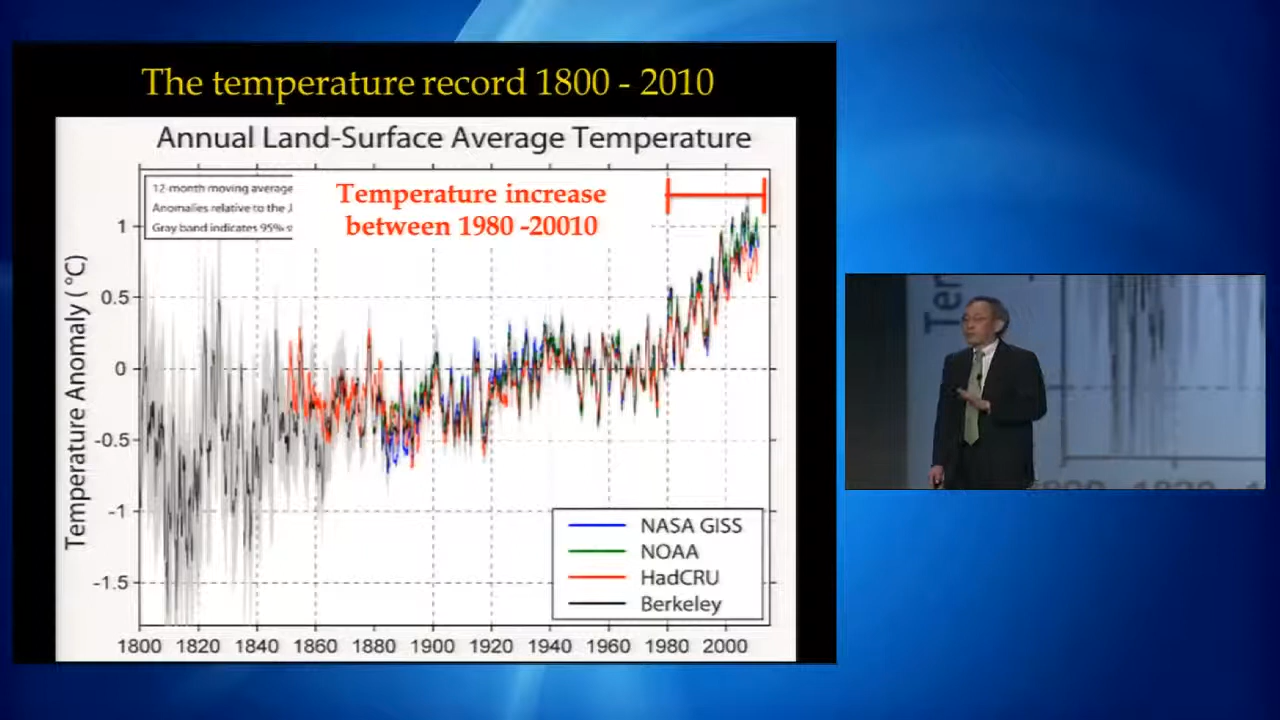 The temperature record 1800 - 2010
Annual Land-Surface Average Temperature
12-month moving average
Anomalies relative to the
Gray band indicates 95%
Temperature increase
between 1980 -20010
Temperature Anomaly ( °C)
1
0.5
0
-0.5
-1
-1.5
NASA GISS
NOAA
HadCRU
Berkeley
1800 1820 1840 1860 1880 1900 1920 1940 1960 1980 2000
Ter